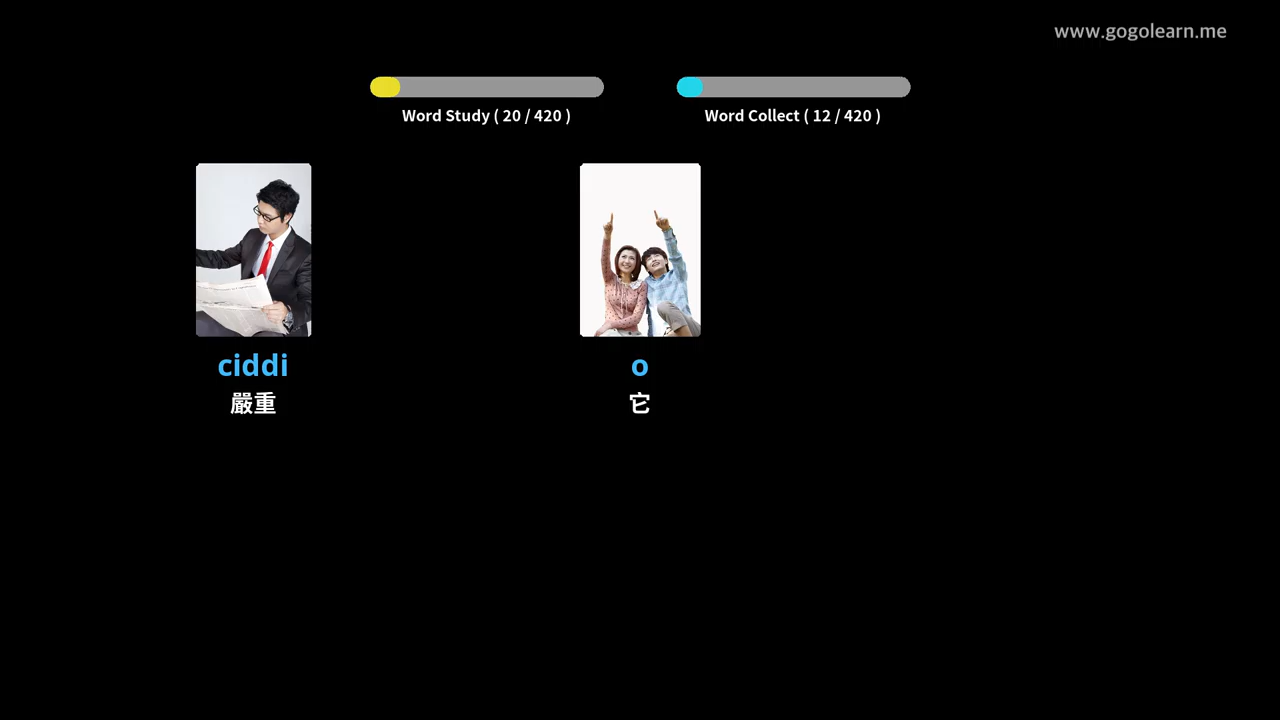 www.gogolearn.me
Word Study ( 20 / 420 )
Word Collect ( 12 / 420 )
ciddi
嚴重
o
它